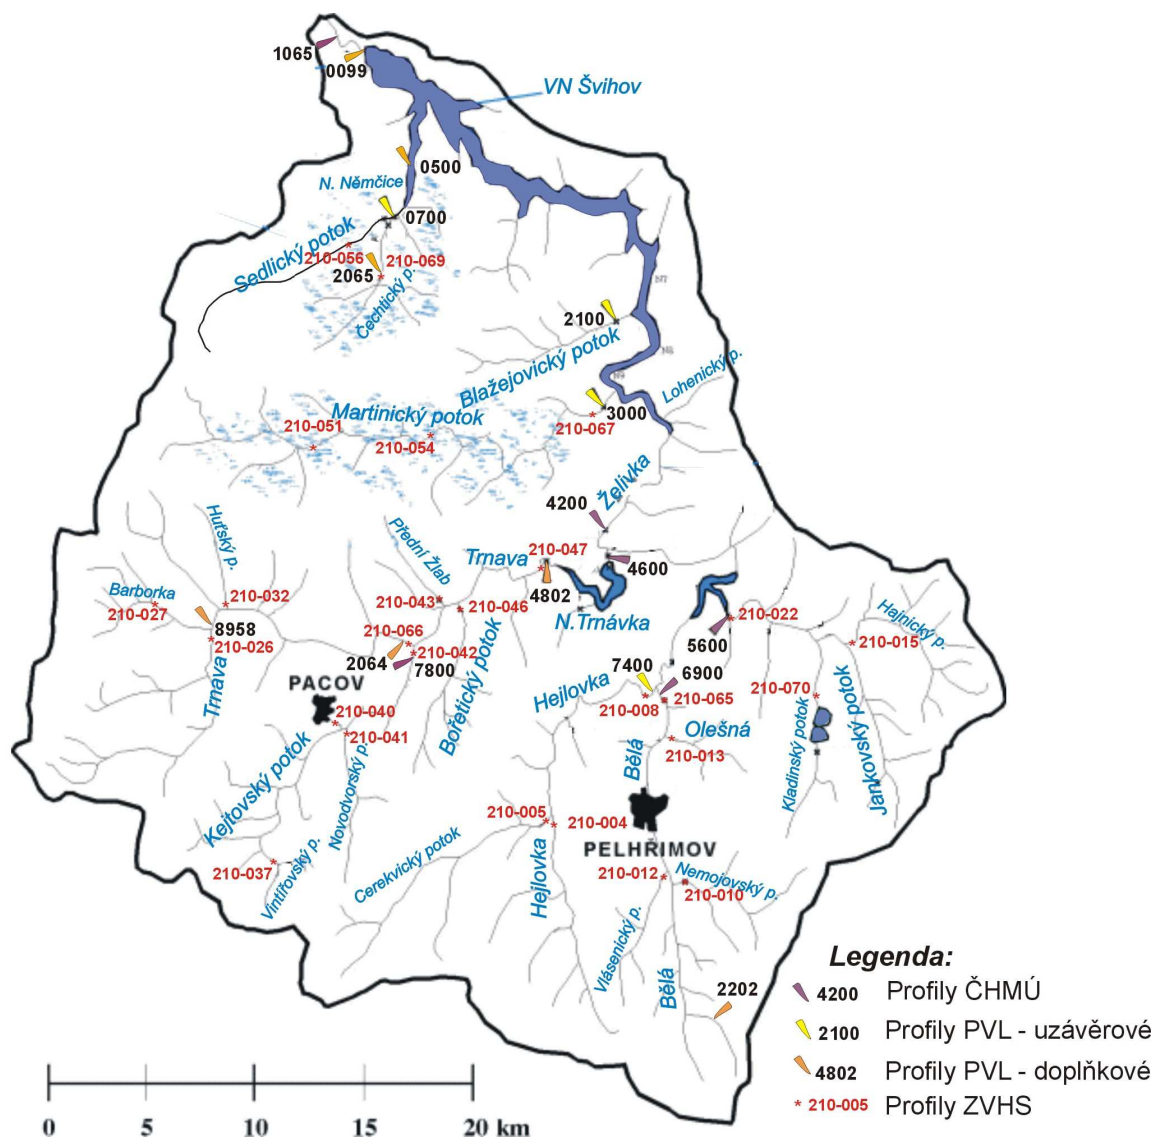 1065
0099
VN Švihov
0500
N. Němčice
0700
Sedlický potok
210-056
210-069
2065
Čechtický p.
2100
Blažejovický potok
Lohenický p.
3000
210-067
Martinický potok
210-051
210-054
Želivka
4200
4600
Huťský p.
Přední Žlab
Trnava
210-047
4802
N.Trnávka
Barborka
210-027
210-032
8958
210-026
Trnava
210-043
210-046
210-066
2064
210-042
7800
Bořetický potok
5600
210-022
Hajnický p.
210-015
7400
6900
Hejlovka
210-008
210-065
210-070
Olešná
210-013
Bělá
Kladinský potok
Jankovský potok
PACOV
210-040
210-041
Kejtovský potok
Novodvorský p.
210-037
Vintířovský p.
Cerekvický potok
210-005
210-004
Hejlovka
PELHŘIMOV
210-012
Nemojovský p.
210-010
Vlásenický p.
Bělá
2202
Legenda:
4200 Profily ČHMÚ
2100 Profily PVL - uzávěrové
4802 Profily PVL - doplňkové
* 210-005 Profily ZVHS
0 5 10 15 20 km